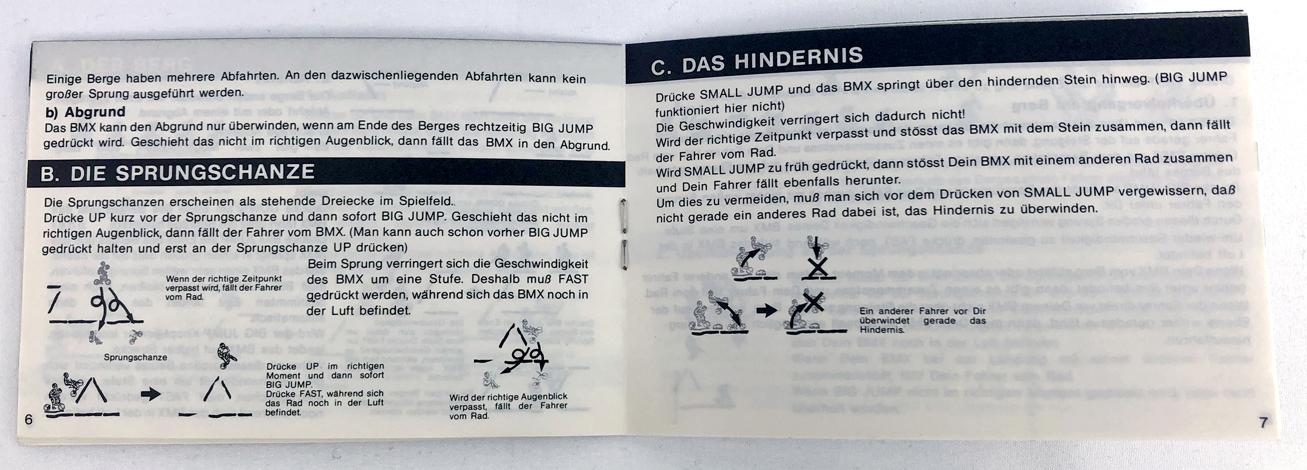 Einige Berge haben mehrere Abfahrten. An den dazwischenliegenden Abfahrten kann kein
großer Sprung ausgeführt werden.
b) Abgrund
Das BMX kann den Abgrund nur überwinden, wenn am Ende des Berges rechtzeitig BIG JUMP
gedrückt wird. Geschieht das nicht im richtigen Augenblick, dann fällt das BMX in den Abgrund.
B. DIE SPRUNGSCHANZE
Die Sprungschanzen erscheinen als stehende Dreiecke im Spielfeld.
Drücke UP kurz vor der Sprungschanze und dann sofort BIG JUMP. Geschieht das nicht im
richtigen Augenblick, dann fällt der Fahrer vom BMX. (Man kann auch schon vorher BIG JUMP
gedrückt halten und erst an der Sprungschanze UP drücken)
Beim Sprung verringert sich die Geschwindigkeit
des BMX um eine Stufe. Deshalb muß FAST
gedrückt werden, während sich das BMX noch in
der Luft befindet.
Wenn der richtige Zeitpunkt
verpasst wird, fällt der Fahrer
vom Rad.
Sprungschanze
Drücke UP im richtigen
Moment und dann sofort
BIG JUMP.
Drücke FAST, während sich
das Rad noch in der Luft
befindet.
Wird der richtige Augenblick
verpasst, fällt der Fahrer
vom Rad.
6
C. DAS HINDERNIS
Drücke SMALL JUMP und das BMX springt über den hindernden Stein hinweg. (BIG JUMP
funktioniert hier nicht)
Die Geschwindigkeit verringert sich dadurch nicht!
Wird der richtige Zeitpunkt verpasst und stösst das BMX mit dem Stein zusammen, dann fällt
der Fahrer vom Rad.
Wird SMALL JUMP zu früh gedrückt, dann stösst Dein BMX mit einem anderen Rad zusammen
und Dein Fahrer fällt ebenfalls herunter.
Um dies zu vermeiden, muß man sich vor dem Drücken von SMALL JUMP vergewissern, daß
nicht gerade ein anderes Rad dabei ist, das Hindernis zu überwinden.
Ein anderer Fahrer vor Dir
überwindet gerade das
Hindernis.
7